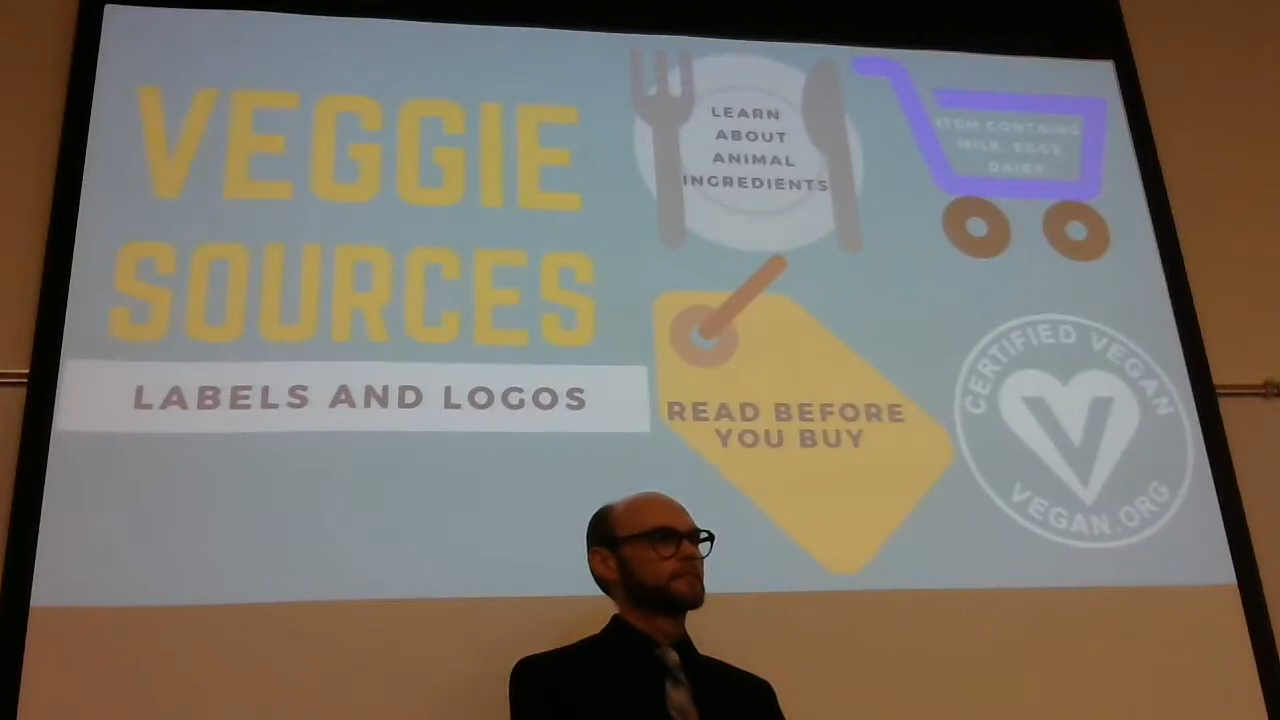 VEGGIE
SOURCES
LABELS AND LOGOS
LEARN
ABOUT
ANIMAL
INGREDIENTS
ITEM CONTAINS
MILK, EGGS,
DAIRY
READ BEFORE
YOU BUY
CERTIFIED VEGAN
V
VEGAN.ORG